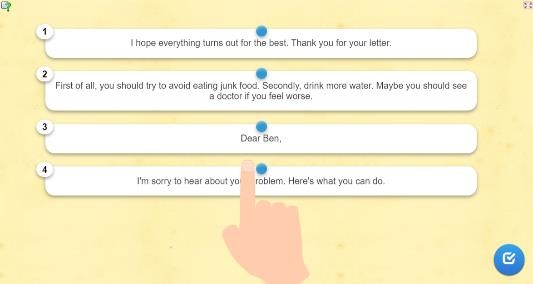 1
I hope everything turns out for the best. Thank you for your letter.
2
First of all, you should try to avoid eating junk food. Secondly, drink more water. Maybe you should see
a doctor if you feel worse.
3
Dear Ben,
4
I'm sorry to hear about yo roblem. Here's what you can do.